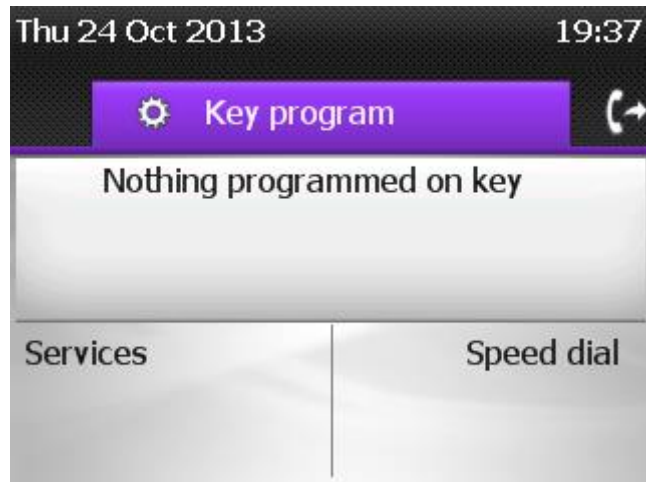 Thu 24 Oct 2013 19:37
Key program
Nothing programmed on key
Services Speed dial